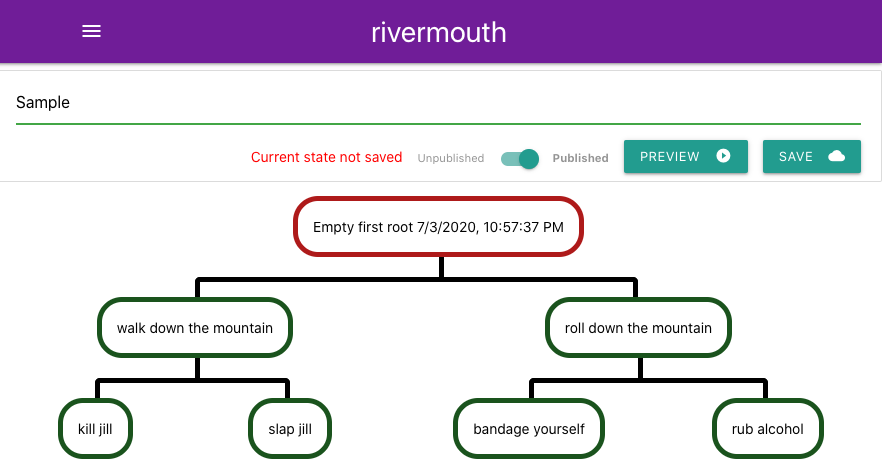 rivermouth
Sample
Current state not saved Unpublished Published PREVIEW SAVE
Empty first root 7/3/2020, 10:57:37 PM
walk down the mountain roll down the mountain
kill jill slap jill bandage yourself rub alcohol